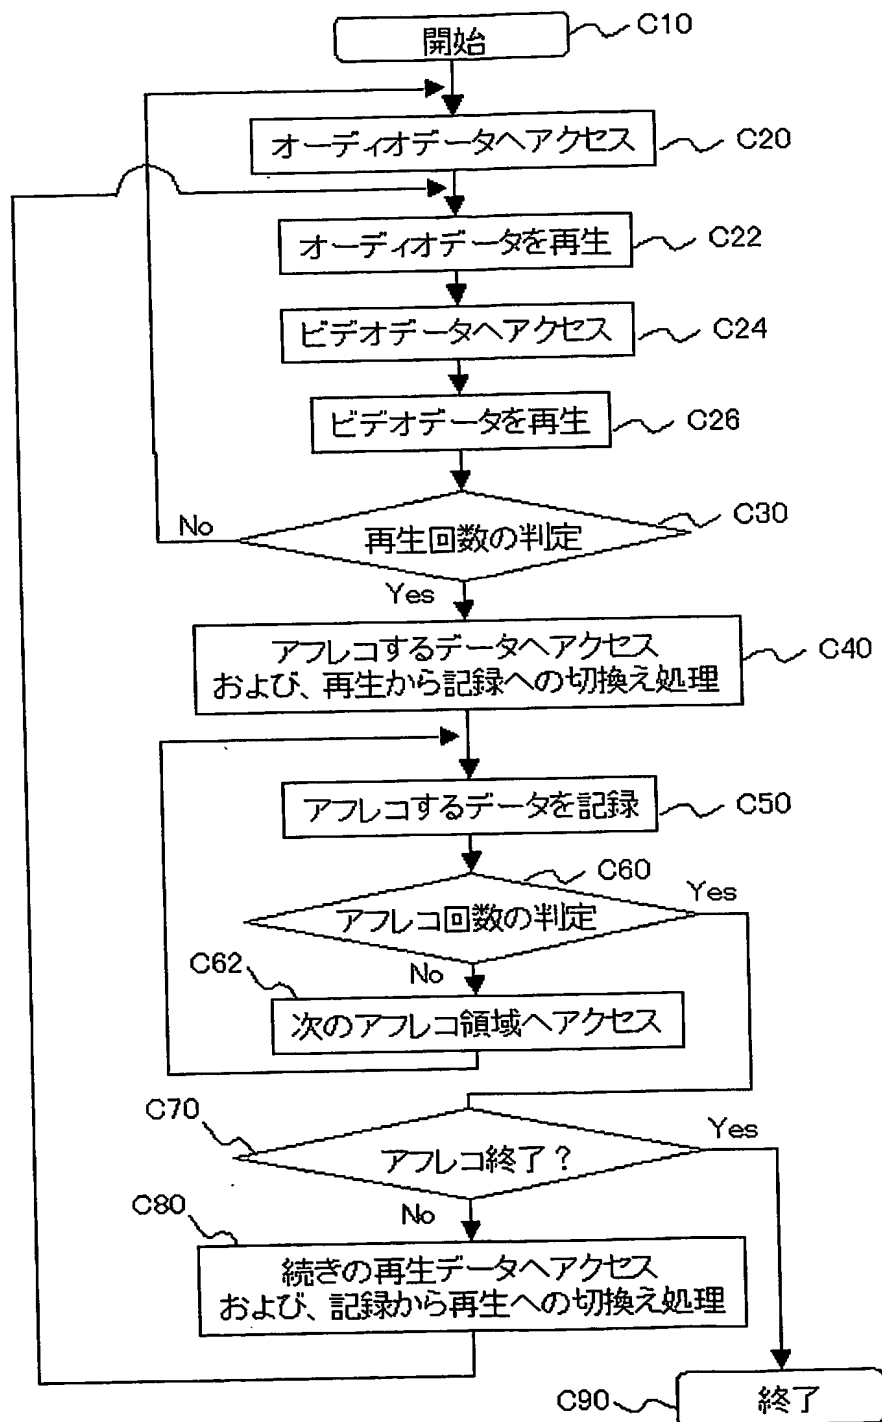 開始
C10
オーディオデータへアクセス
C20
オーディオデータを再生
C22
ビデオデータへアクセス
C24
ビデオデータを再生
C26
再生回数の判定
C30
No
Yes
アフレコするデータへアクセス
および、再生から記録への切換え処理
C40
アフレコするデータを記録
C50
C60
アフレコ回数の判定
Yes
No
C62
次のアフレコ領域へアクセス
C70
アフレコ終了？
Yes
No
C80
続きの再生データへアクセス
および、記録から再生への切換え処理
C90
終了